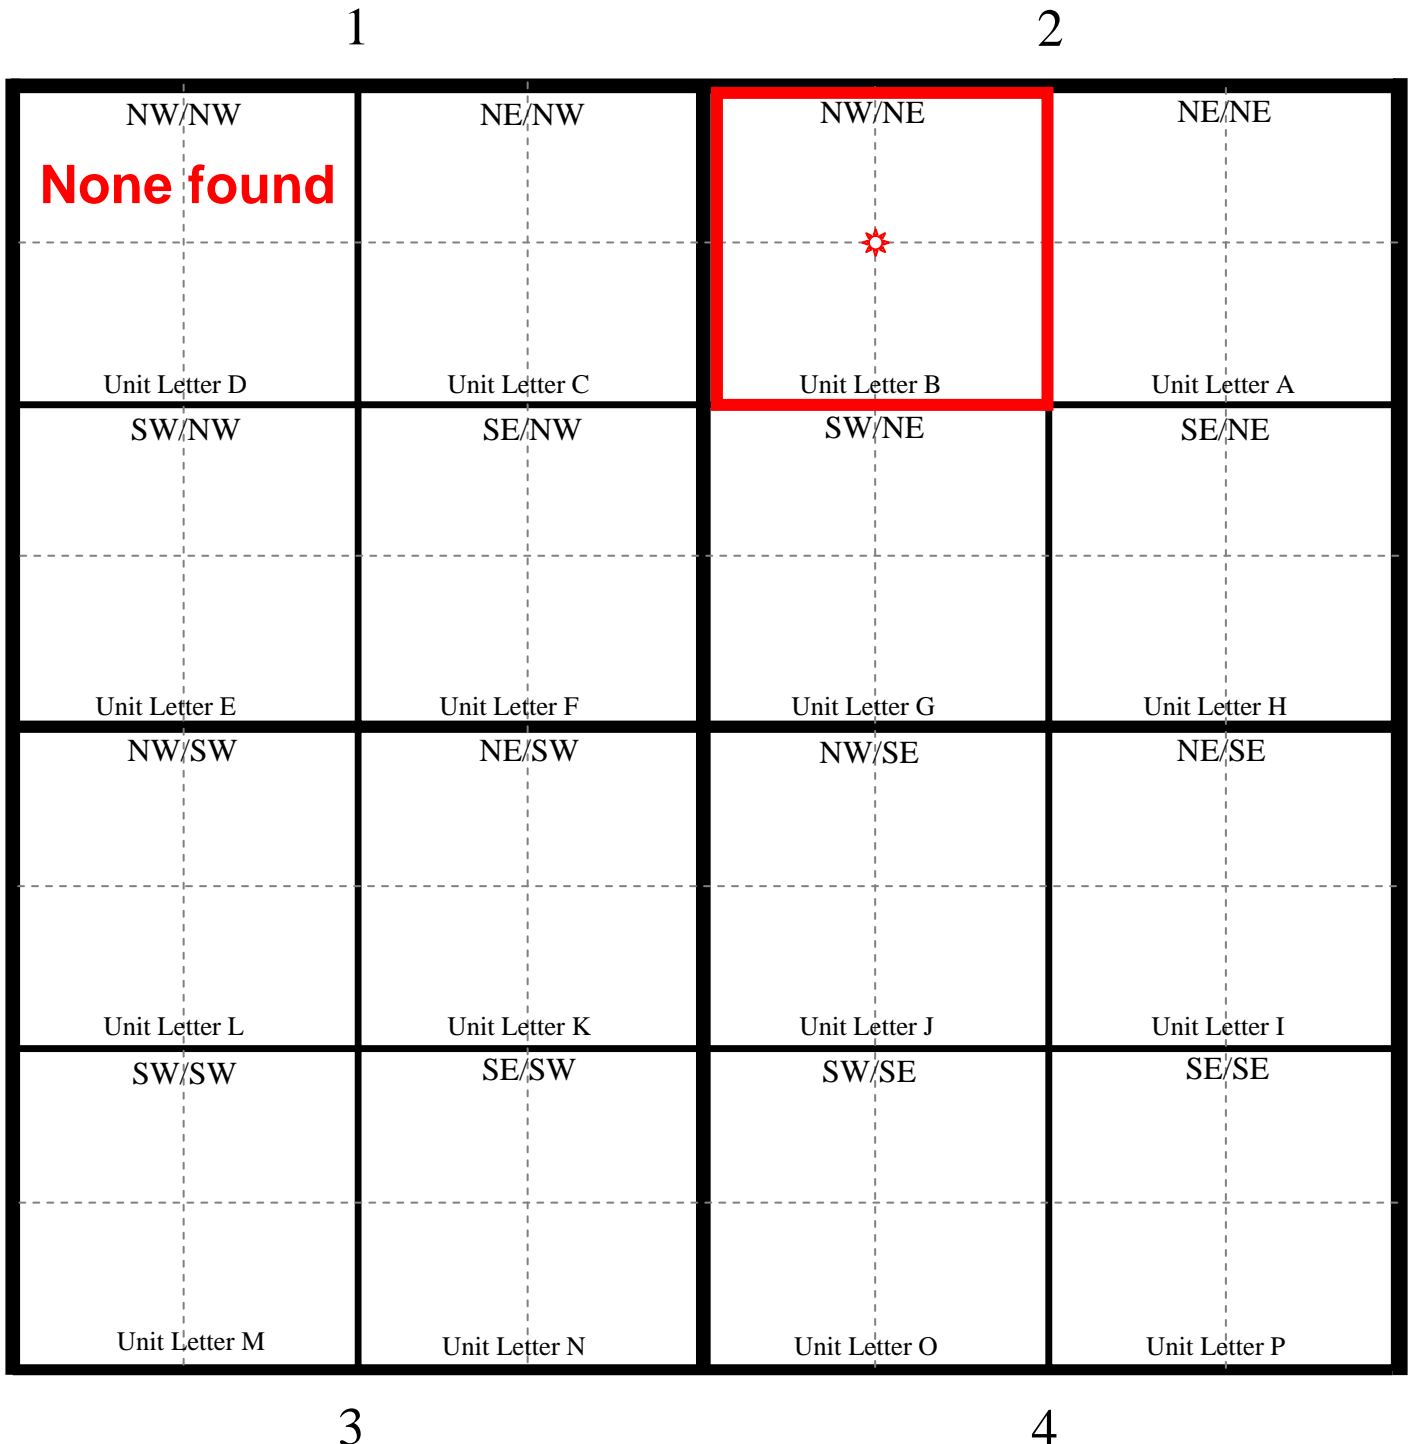 1
2
NW/NW
NE/NW
NW/NE
NE/NE
None found
Unit Letter D
Unit Letter C
Unit Letter B
Unit Letter A
SW/NW
SE/NW
SW/NE
SE/NE
Unit Letter E
Unit Letter F
Unit Letter G
Unit Letter H
NW/SW
NE/SW
NW/SE
NE/SE
Unit Letter L
Unit Letter K
Unit Letter J
Unit Letter I
SW/SW
SE/SW
SW/SE
SE/SE
Unit Letter M
Unit Letter N
Unit Letter O
Unit Letter P
3
4